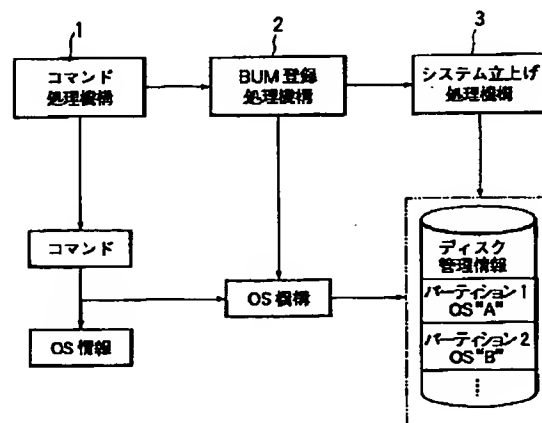 1
2
3
コマンド
処理機構
BUM 登録
処理機構
システム立上げ
処理機構
コマンド
OS 機構
OS 情報
ディスク
管理情報
パーティション 1
OS"A"
パーティション 2
OS"B"
⋮